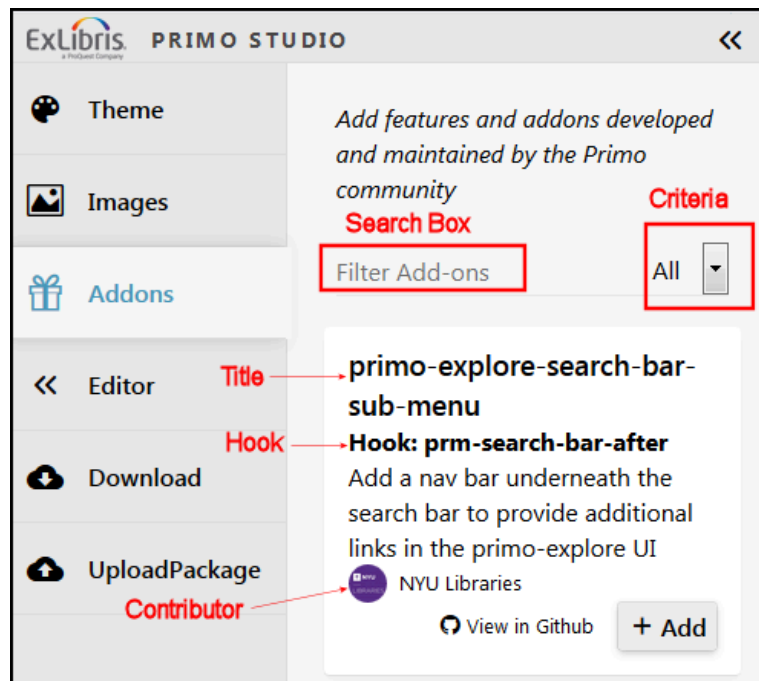 ExLibris. PRIMO STUDIO
a ProQuest Company
Theme
Images
Addons
Editor
Download
UploadPackage
Add features and addons developed
and maintained by the Primo
community
Search Box
Criteria
Filter Add-ons
All
Title
primo-explore-search-bar-
sub-menu
Hook
Hook: prm-search-bar-after
Add a nav bar underneath the
search bar to provide additional
links in the primo-explore UI
Contributor
NYU
LIBRARIES
NYU Libraries
View in Github
+ Add